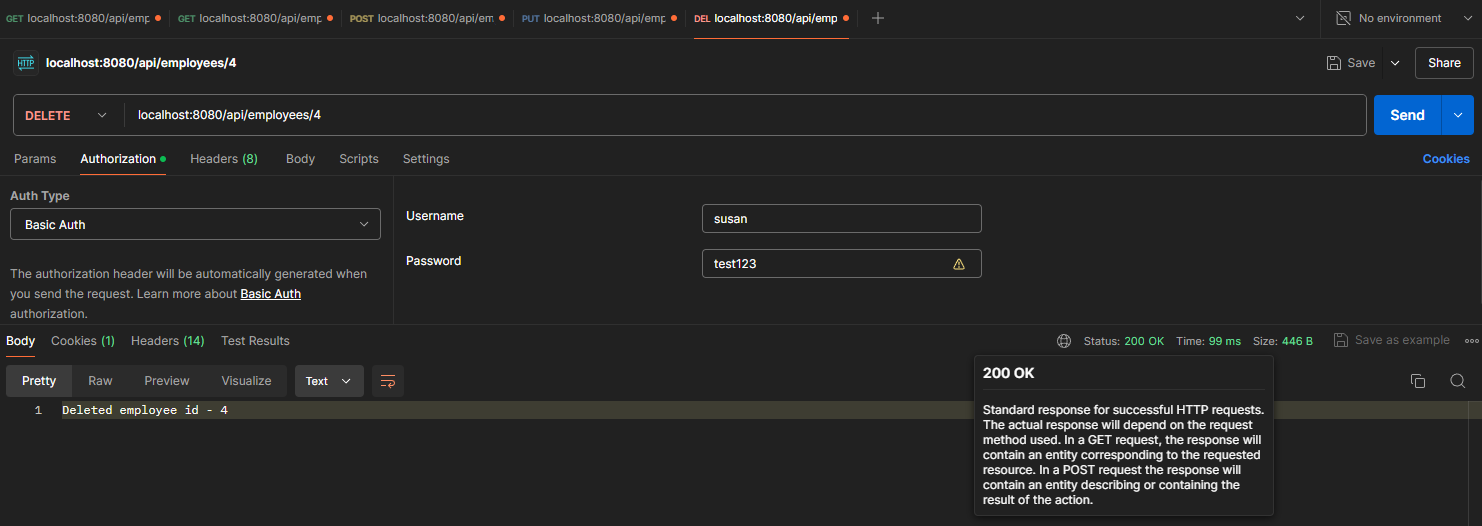 GET localhost:8080/api/emp
GET localhost:8080/api/emp
POST localhost:8080/api/em
PUT localhost:8080/api/emp
DEL localhost:8080/api/emp
No environment
HTTP localhost:8080/api/employees/4
Save
Share
DELETE
localhost:8080/api/employees/4
Send
Params
Authorization
Headers (8)
Body
Scripts
Settings
Cookies
Auth Type
Basic Auth
The authorization header will be automatically generated when
you send the request. Learn more about Basic Auth
authorization.
Username
susan
Password
test123
Body
Cookies (1)
Headers (14)
Test Results
Status: 200 OK
Time: 99 ms
Size: 446 B
Save as example
Pretty
Raw
Preview
Visualize
Text
1 Deleted employee id - 4
200 OK
Standard response for successful HTTP requests.
The actual response will depend on the request
method used. In a GET request, the response will
contain an entity corresponding to the requested
resource. In a POST request the response will
contain an entity describing or containing the
result of the action.